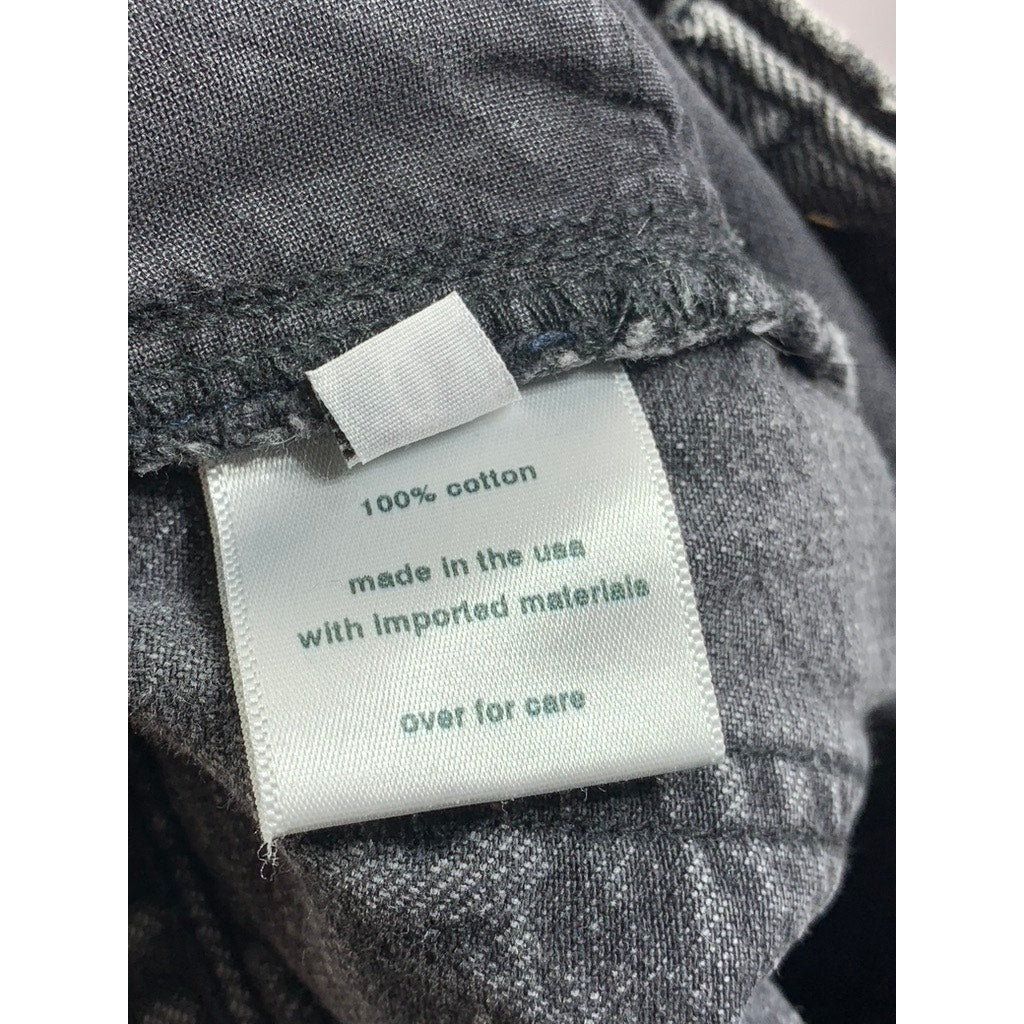 100% cotton
made in the usa
with imported materials
over for care